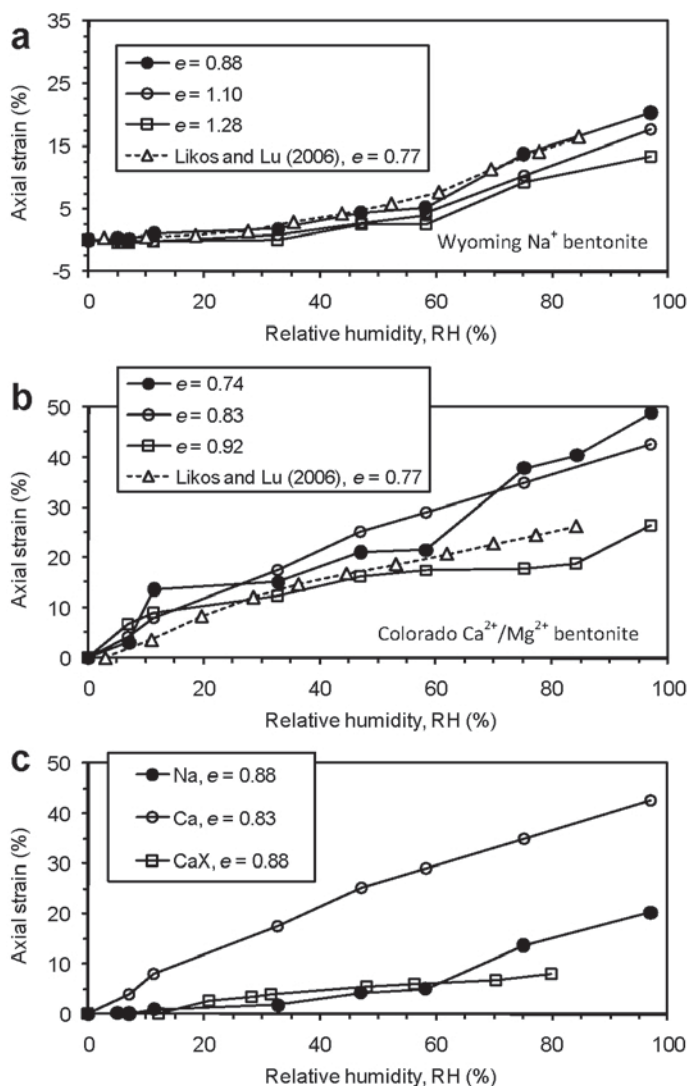 a
35
25
15
5
-5
Axial strain (%)
e = 0.88
e = 1.10
e = 1.28
Likos and Lu (2006), e = 0.77
Wyoming Na⁺ bentonite
0 20 40 60 80 100
Relative humidity, RH (%)
b
50
40
30
20
10
0
Axial strain (%)
e = 0.74
e = 0.83
e = 0.92
Likos and Lu (2006), e = 0.77
Colorado Ca²⁺/Mg²⁺ bentonite
0 20 40 60 80 100
Relative humidity, RH (%)
c
50
40
30
20
10
0
Axial strain (%)
Na, e = 0.88
Ca, e = 0.83
CaX, e = 0.88
0 20 40 60 80 100
Relative humidity, RH (%)